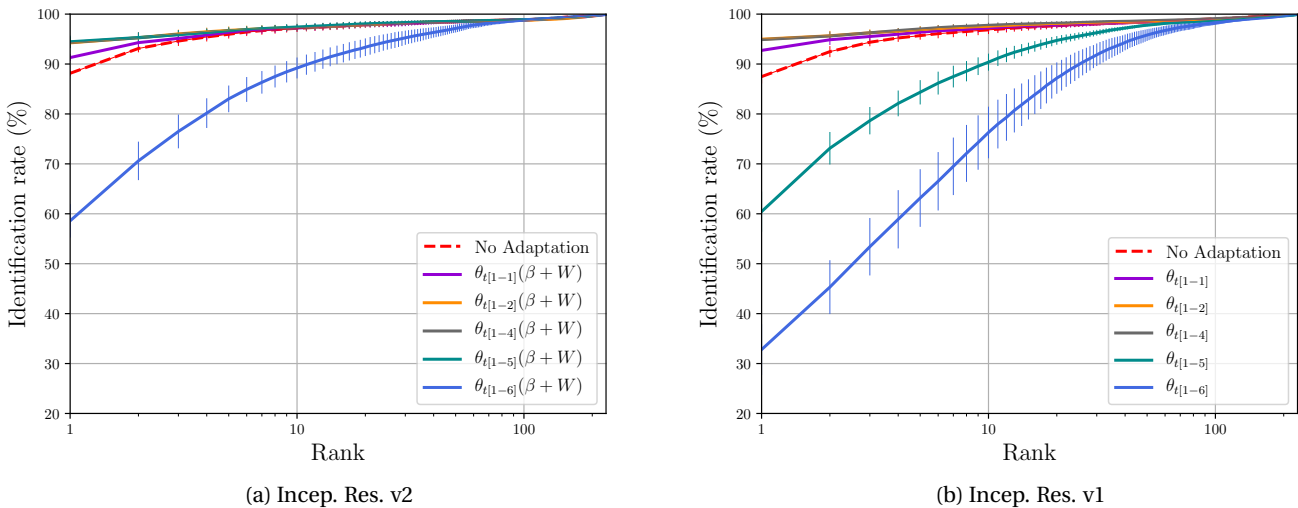 Identification rate (%)
100
90
80
70
60
50
40
30
20
1
10
100
Rank
No Adaptation
θt[1−1](β + W)
θt[1−2](β + W)
θt[1−4](β + W)
θt[1−5](β + W)
θt[1−6](β + W)
(a) Incep. Res. v2
Identification rate (%)
100
90
80
70
60
50
40
30
20
1
10
100
Rank
No Adaptation
θt[1−1]
θt[1−2]
θt[1−4]
θt[1−5]
θt[1−6]
(b) Incep. Res. v1